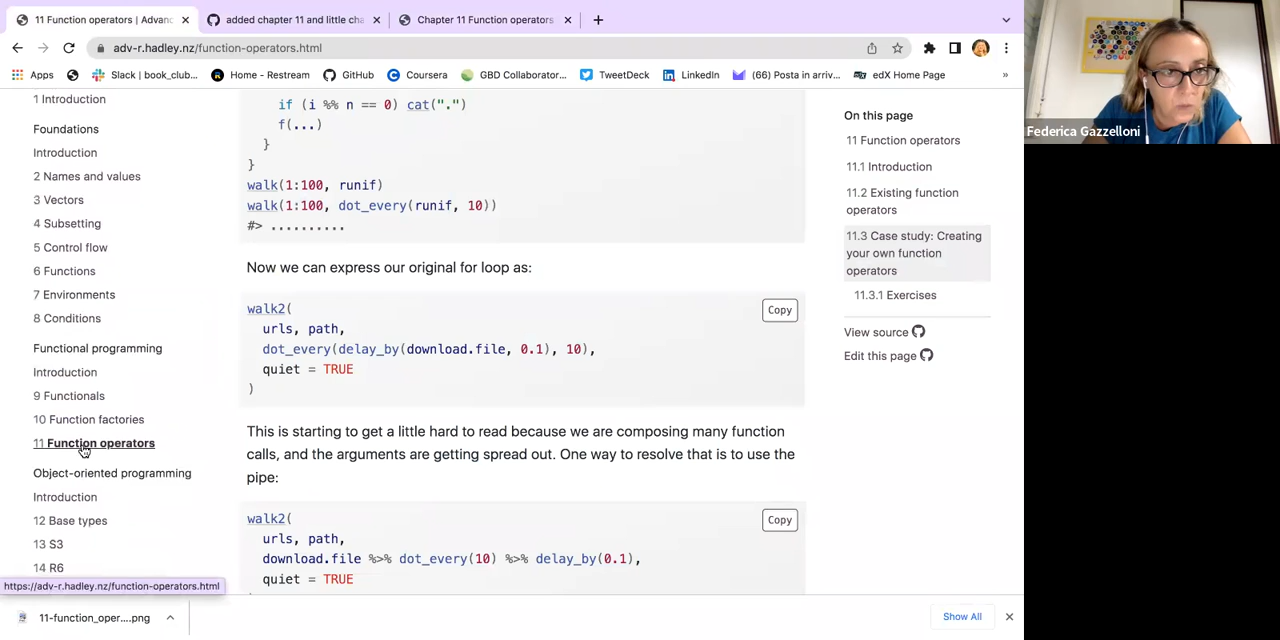 11 Function operators | Advanc
added chapter 11 and little cha
Chapter 11 Function operators
adv-r.hadley.nz/function-operators.html
Apps
Slack | book_club...
Home - Restream
GitHub
Coursera
GBD Collaborator...
TweetDeck
LinkedIn
(66) Posta in arriv...
edX Home Page
»
1 Introduction
Foundations
Introduction
2 Names and values
3 Vectors
4 Subsetting
5 Control flow
6 Functions
7 Environments
8 Conditions
Functional programming
Introduction
9 Functionals
10 Function factories
11 Function operators
Object-oriented programming
Introduction
12 Base types
13 S3
14 R6
https://adv-r.hadley.nz/function-operators.html
if (i %% n == 0) cat(".")
f(...)
}
}
walk(1:100, runif)
walk(1:100, dot_every(runif, 10))
#> ..........
Now we can express our original for loop as:
Copy
walk2(
urls, path,
dot_every(delay_by(download.file, 0.1), 10),
quiet = TRUE
)
This is starting to get a little hard to read because we are composing many function
calls, and the arguments are getting spread out. One way to resolve that is to use the
pipe:
Copy
walk2(
urls, path,
download.file %>% dot_every(10) %>% delay_by(0.1),
quiet = TRUE
On this page
11 Function operators
11.1 Introduction
11.2 Existing function
operators
11.3 Case study: Creating
your own function
operators
11.3.1 Exercises
View source
Edit this page
11-function_oper....png
Show All
Federica Gazzelloni